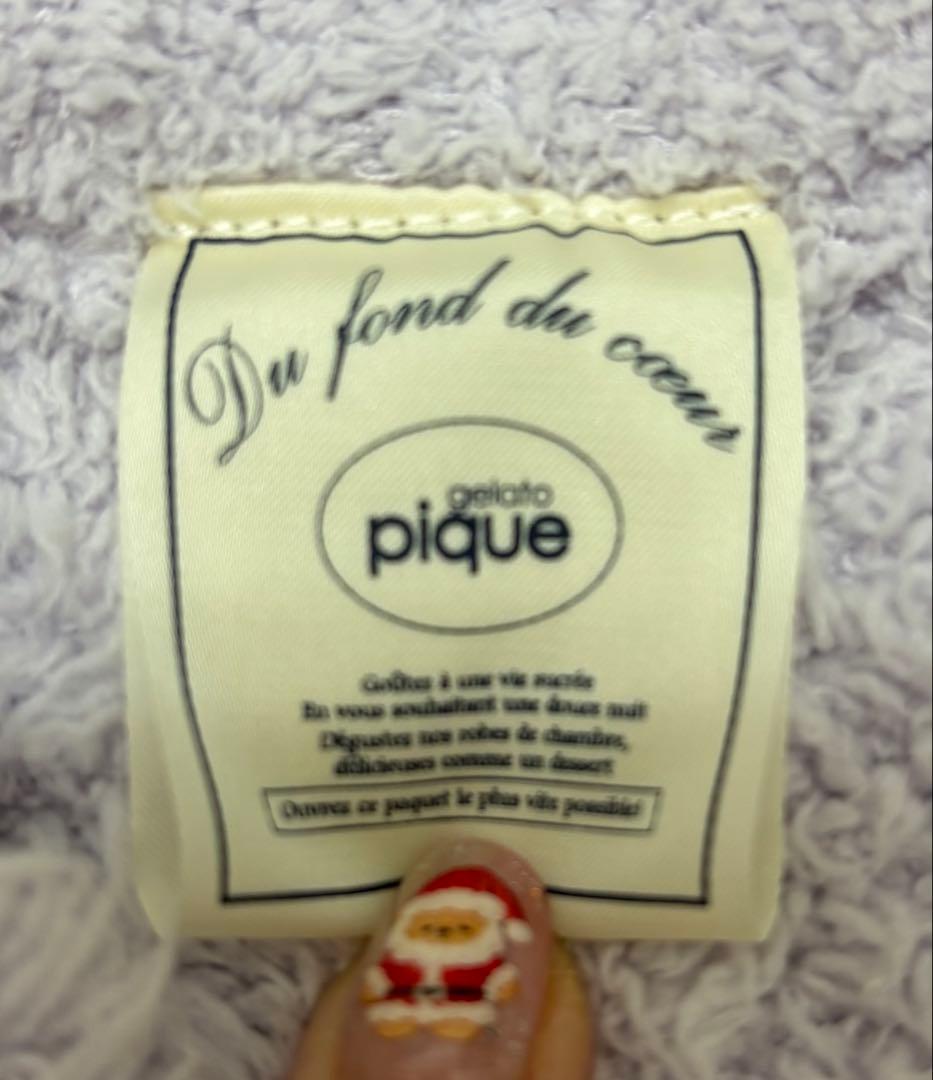 Du fond du cœur
gelato
pique
Goûtez à une vie sucrée
En vous souhaitant une douce nuit
Dégustez nos robes de chambre,
délicieuses comme un dessert
Ouvrez ce paquet le plus vite possible!